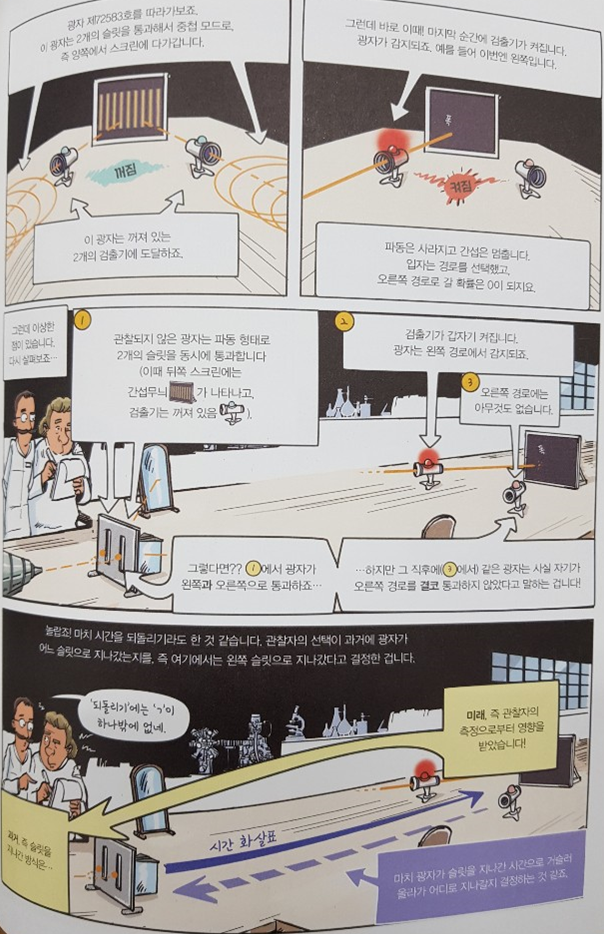 광자 제72583호를 따라가보죠.
이 광자는 2개의 슬릿을 통과해서 중첩 모드로,
즉 양쪽에서 스크린에 다가갑니다.
꺼짐
이 광자는 꺼져 있는
2개의 검출기에 도달하죠.
그런데 바로 이때! 마지막 순간에 검출기가 켜집니다.
광자가 감지되죠. 예를 들어 이번엔 왼쪽입니다.
켜짐
파동은 사라지고 간섭은 멈춥니다.
입자는 경로를 선택했고,
오른쪽 경로로 갈 확률은 0이 되지요.
그런데 이상한
점이 있습니다.
다시 살펴보죠…
1
관찰되지 않은 광자는 파동 형태로
2개의 슬릿을 동시에 통과합니다
(이때 뒤쪽 스크린에는
간섭무늬 가 나타나고,
검출기는 꺼져 있음 ).
2
검출기가 갑자기 켜집니다.
광자는 왼쪽 경로에서 감지되죠.
3
오른쪽 경로에는
아무것도 없습니다.
그렇다면?? 1에서 광자가
왼쪽과 오른쪽으로 통과하죠…
…하지만 그 직후에(3에서) 같은 광자는 사실 자기가
오른쪽 경로를 결코 통과하지 않았다고 말하는 겁니다!
놀랍죠! 마치 시간을 되돌리기라도 한 것 같습니다. 관찰자의 선택이 과거에 광자가
어느 슬릿으로 지나갔는지를, 즉 여기에서는 왼쪽 슬릿으로 지나갔다고 결정한 겁니다.
'되돌리기'에는 'ㄱ'이
하나밖에 없네.
미래, 즉 관찰자의
측정으로부터 영향을
받았습니다!
과거, 즉 슬릿을
지나간 방식은…
시간 화살표
마치 광자가 슬릿을 지나간 시간으로 거슬러
올라가 어디로 지나갈지 결정하는 것 같죠.